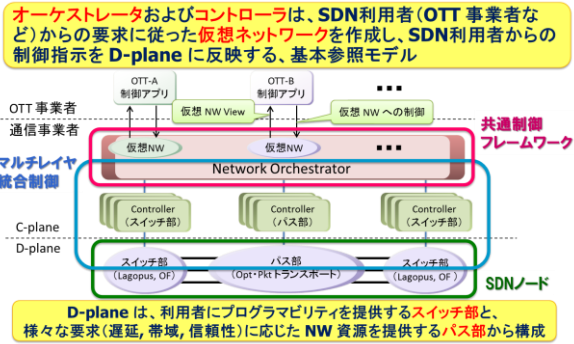 オーケストレータおよびコントローラは、SDN利用者(OTT 事業者な
ど)からの要求に従った仮想ネットワークを作成し、SDN利用者からの
制御指示を D-plane に反映する、基本参照モデル
OTT-A
制御アプリ
OTT-B
制御アプリ
OTT 事業者
仮想 NW View
仮想 NW への制御
通信事業者
共通制御
フレームワーク
仮想NW
仮想NW
マルチレイヤ
統合制御
Network Orchestrator
Controller
(スイッチ部)
Controller
(パス部)
Controller
(スイッチ部)
C-plane
D-plane
スイッチ部
(Lagopus, OF)
パス部
(Opt・Pktトランスポート)
スイッチ部
(Lagopus, OF )
SDNノード
D-plane は、利用者にプログラマビリティを提供するスイッチ部と、
様々な要求(遅延, 帯域, 信頼性) に応じた NW 資源を提供するパス部から構成